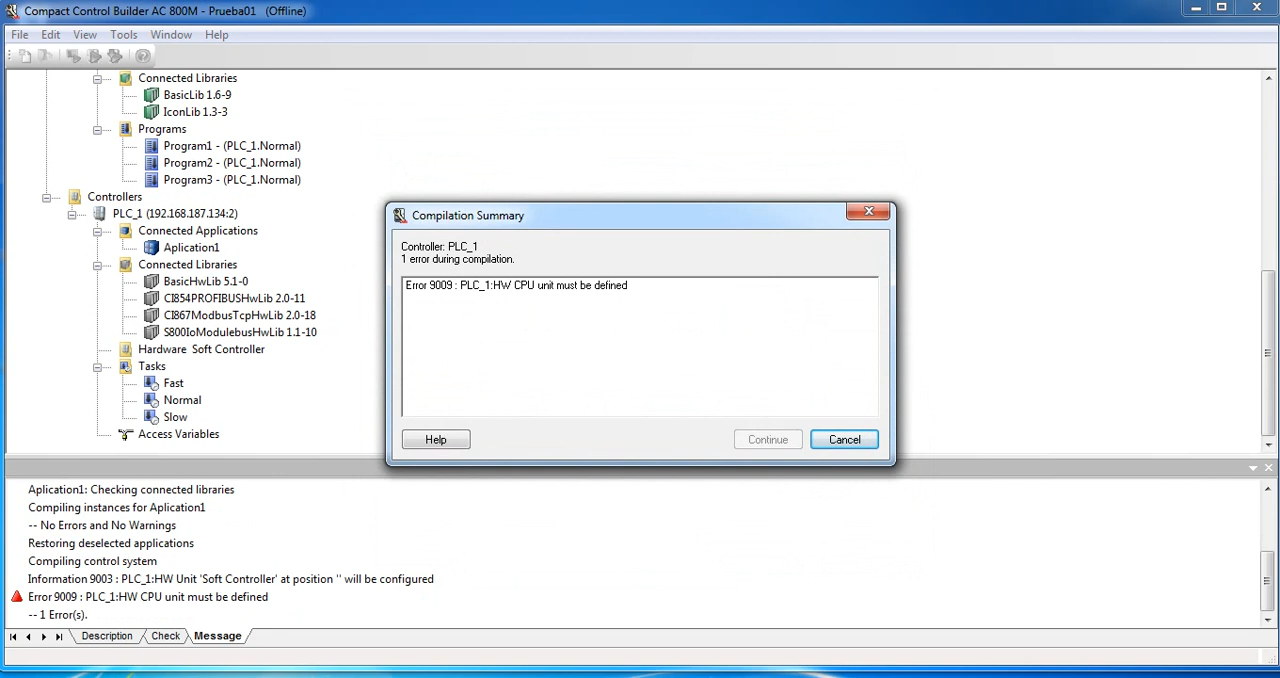 Compact Control Builder AC 800M - Prueba01 (Offline)
File Edit View Tools Window Help
Connected Libraries
BasicLib 1.6-9
IconLib 1.3-3
Programs
Program1 - (PLC_1.Normal)
Program2 - (PLC_1.Normal)
Program3 - (PLC_1.Normal)
Controllers
PLC_1 (192.168.187.134:2)
Connected Applications
Aplication1
Connected Libraries
BasicHwLib 5.1-0
CI854PROFIBUSHwLib 2.0-11
CI867ModbusTcpHwLib 2.0-18
S800IoModulebusHwLib 1.1-10
Hardware Soft Controller
Tasks
Fast
Normal
Slow
Access Variables
Compilation Summary
Controller: PLC_1
1 error during compilation.
Error 9009 : PLC_1:HW CPU unit must be defined
Help Continue Cancel
Aplication1: Checking connected libraries
Compiling instances for Aplication1
-- No Errors and No Warnings
Restoring deselected applications
Compiling control system
Information 9003 : PLC_1:HW Unit 'Soft Controller' at position '' will be configured
Error 9009 : PLC_1:HW CPU unit must be defined
-- 1 Error(s).
Description Check Message